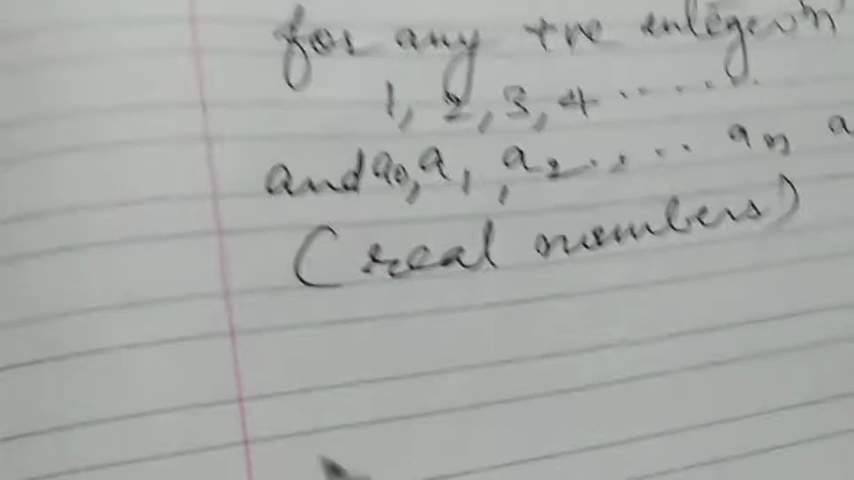 for any +ve integer 'n'
1, 2, 3, 4 .......
and a0, a1, a2..... an a
(real numbers)